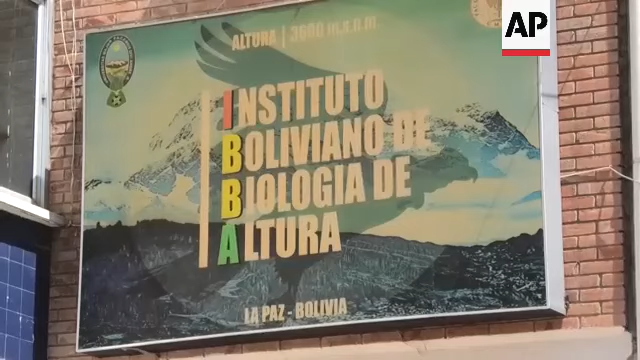 AP
ALTURA | 3600 m.s.n.m
INSTITUTO
BOLIVIANO DE
BIOLOGIA DE
ALTURA
LA PAZ - BOLIVIA